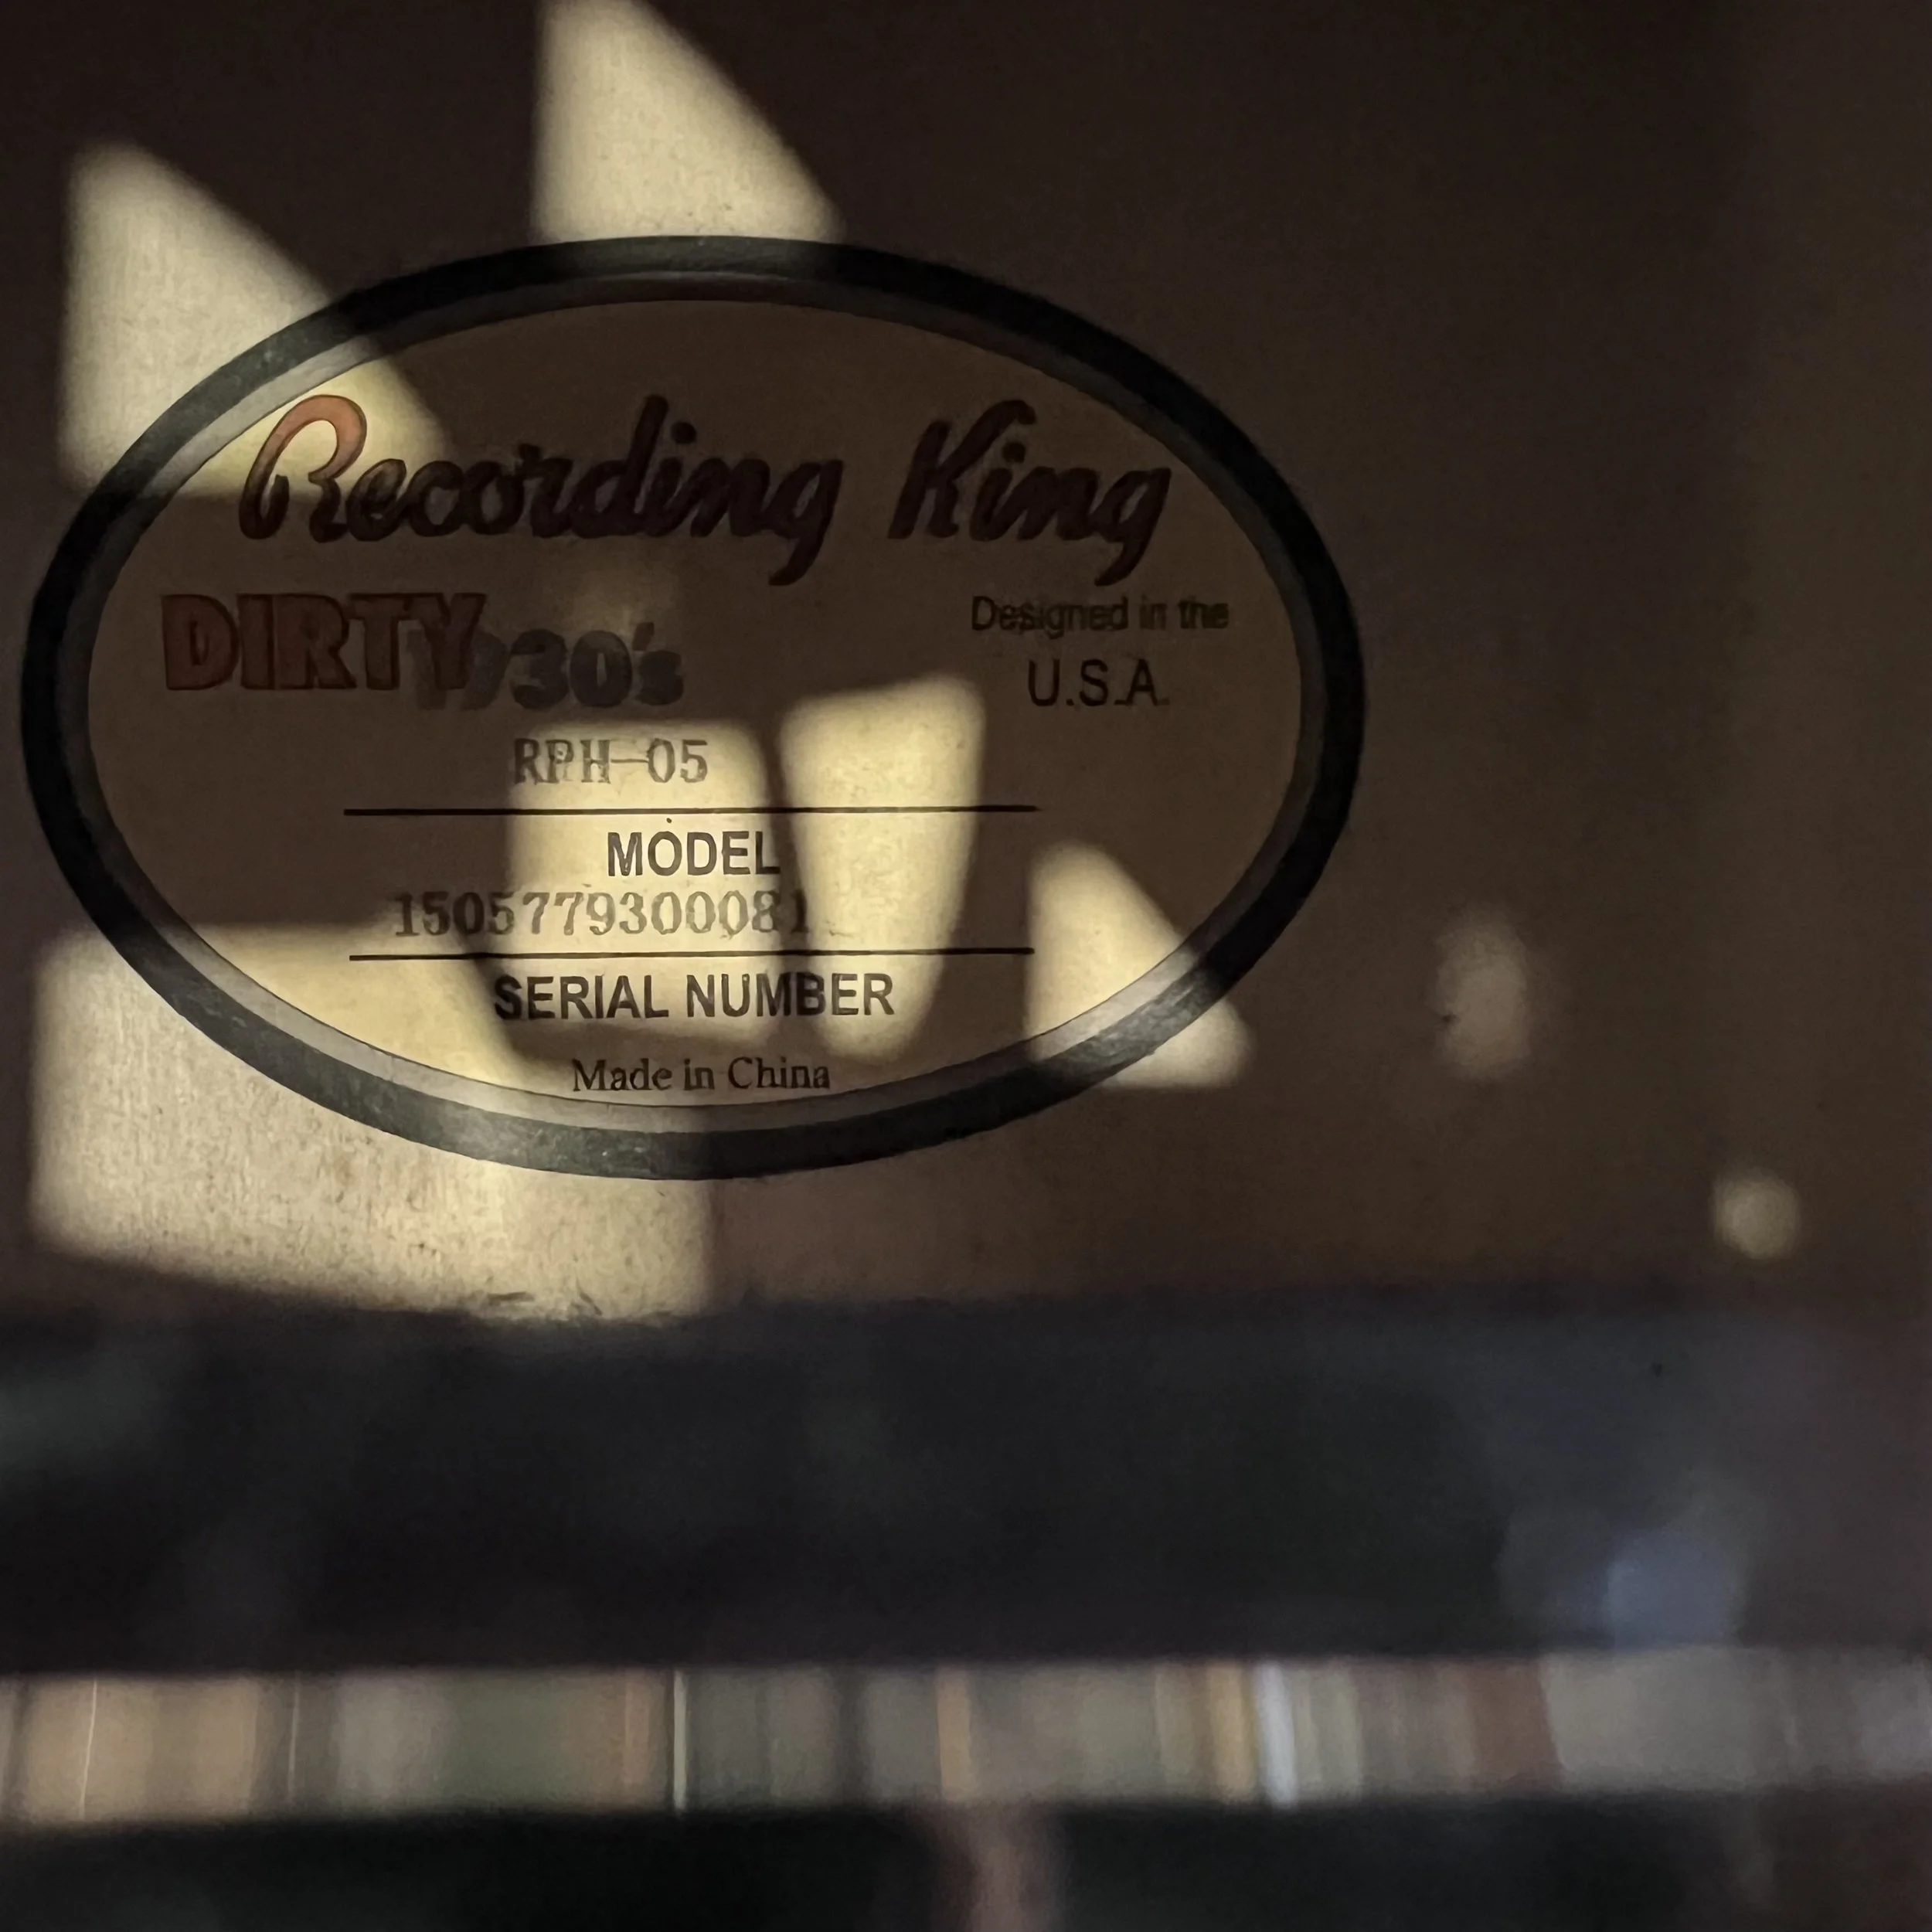 Recording King
DIRTY 1930's
Designed in the
U.S.A.
RPH-05
MODEL
1505779300081
SERIAL NUMBER
Made in China